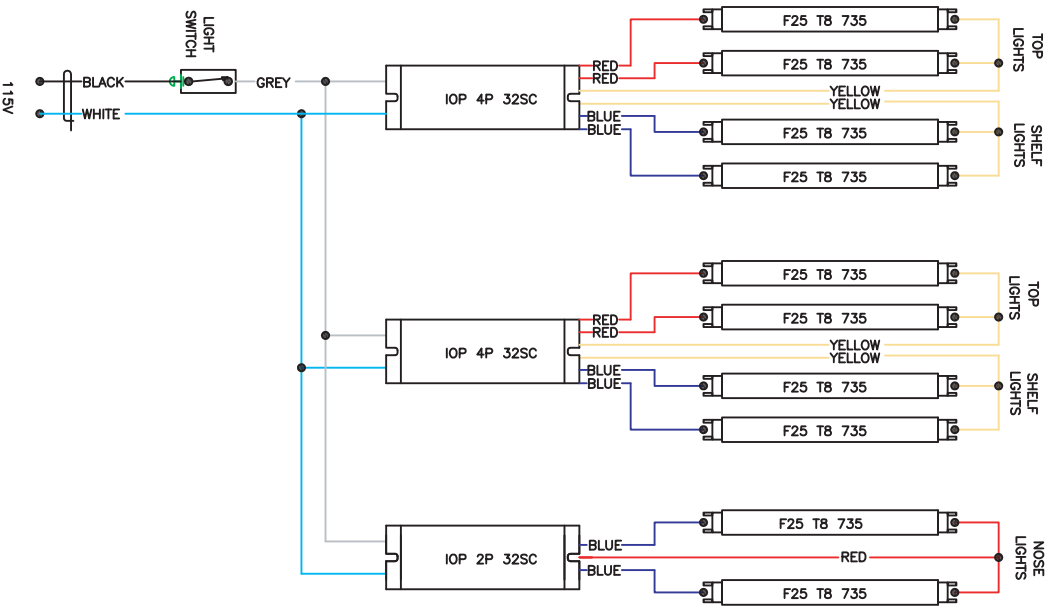 115V
BLACK
WHITE
LIGHT
SWITCH
GREY
IOP 4P 32SC
RED
RED
YELLOW
YELLOW
BLUE
BLUE
F25 T8 735
F25 T8 735
F25 T8 735
F25 T8 735
TOP
LIGHTS
SHELF
LIGHTS
IOP 4P 32SC
RED
RED
YELLOW
YELLOW
BLUE
BLUE
F25 T8 735
F25 T8 735
F25 T8 735
F25 T8 735
TOP
LIGHTS
SHELF
LIGHTS
IOP 2P 32SC
BLUE
RED
BLUE
F25 T8 735
F25 T8 735
NOSE
LIGHTS